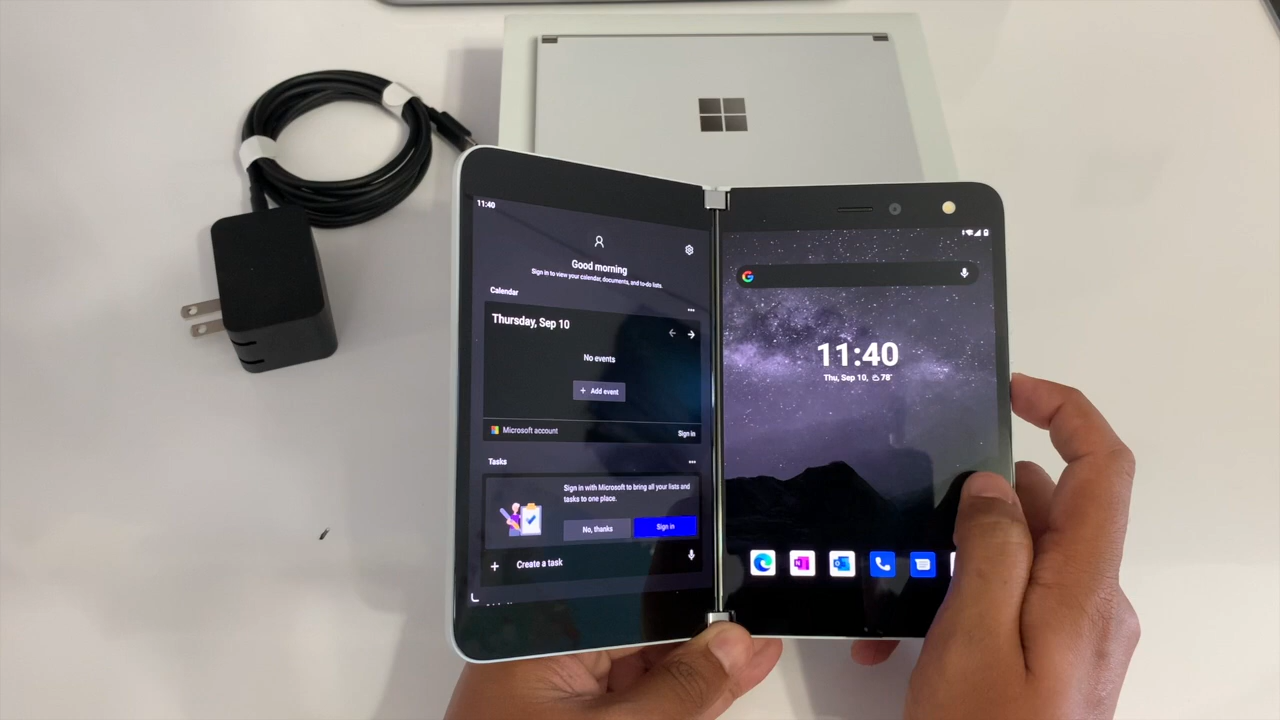 11:40
Good morning
Sign in to view your calendar, documents, and to-do lists.
Calendar
Thursday, Sep 10
No events
+ Add event
Microsoft account
Sign in
Tasks
Sign in with Microsoft to bring all your lists and
tasks to one place.
No, thanks
Sign in
+ Create a task
G
11:40
Thu, Sep 10, 78°